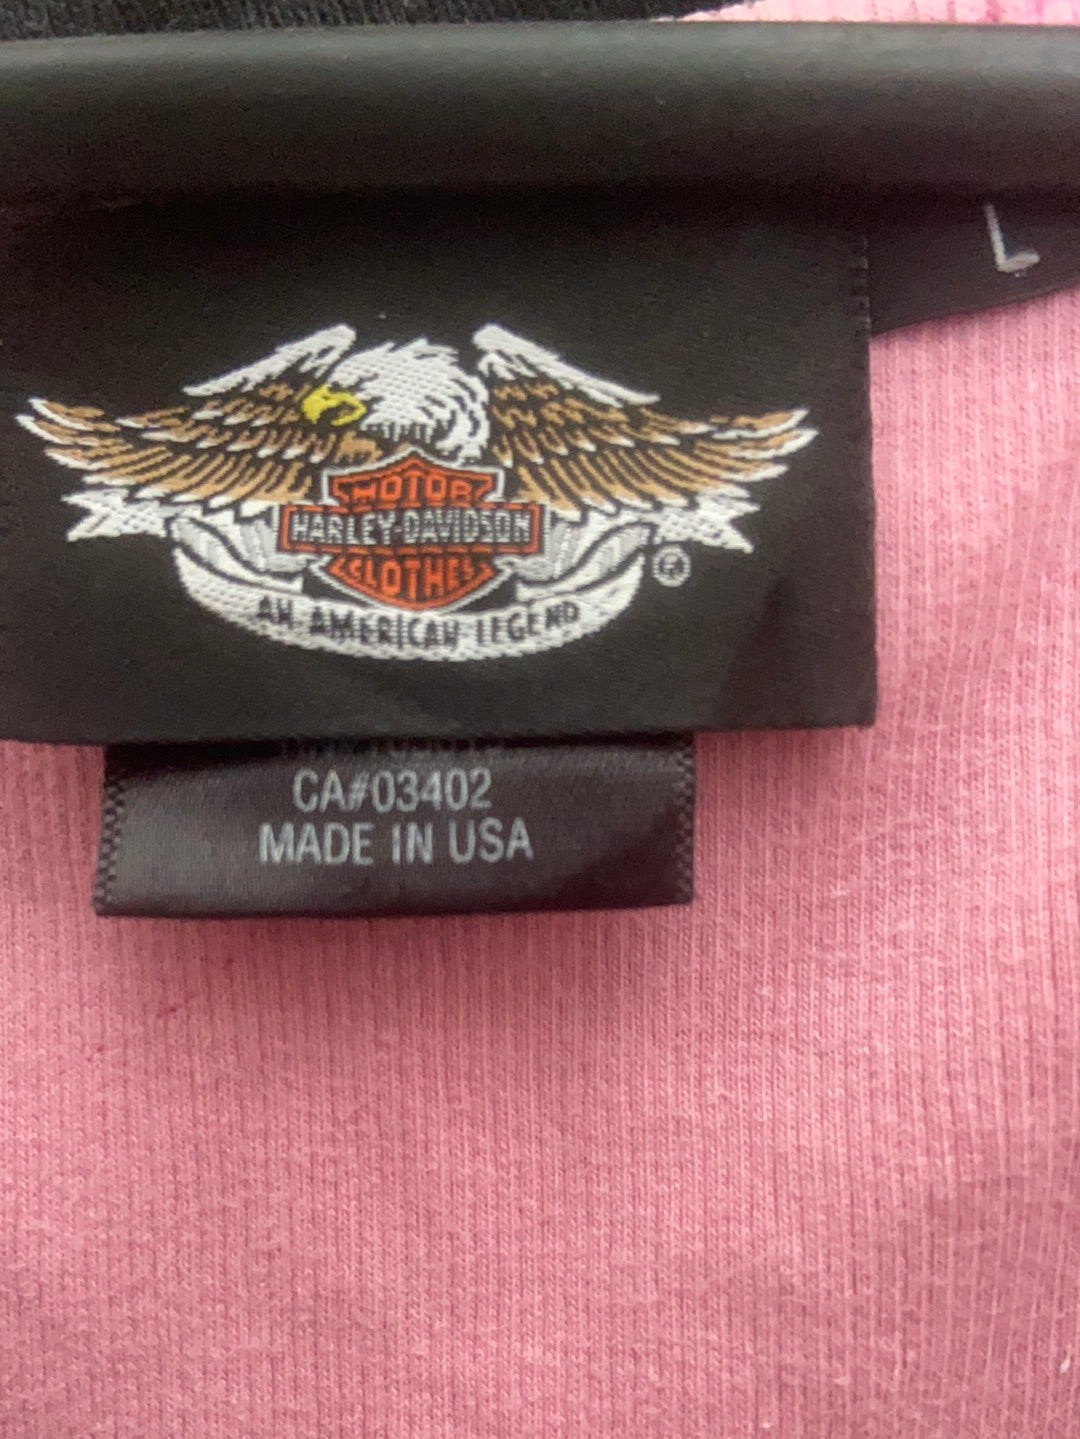 L
MOTOR
HARLEY-DAVIDSON
CLOTHES
®
AN AMERICAN LEGEND
CA#03402
MADE IN USA